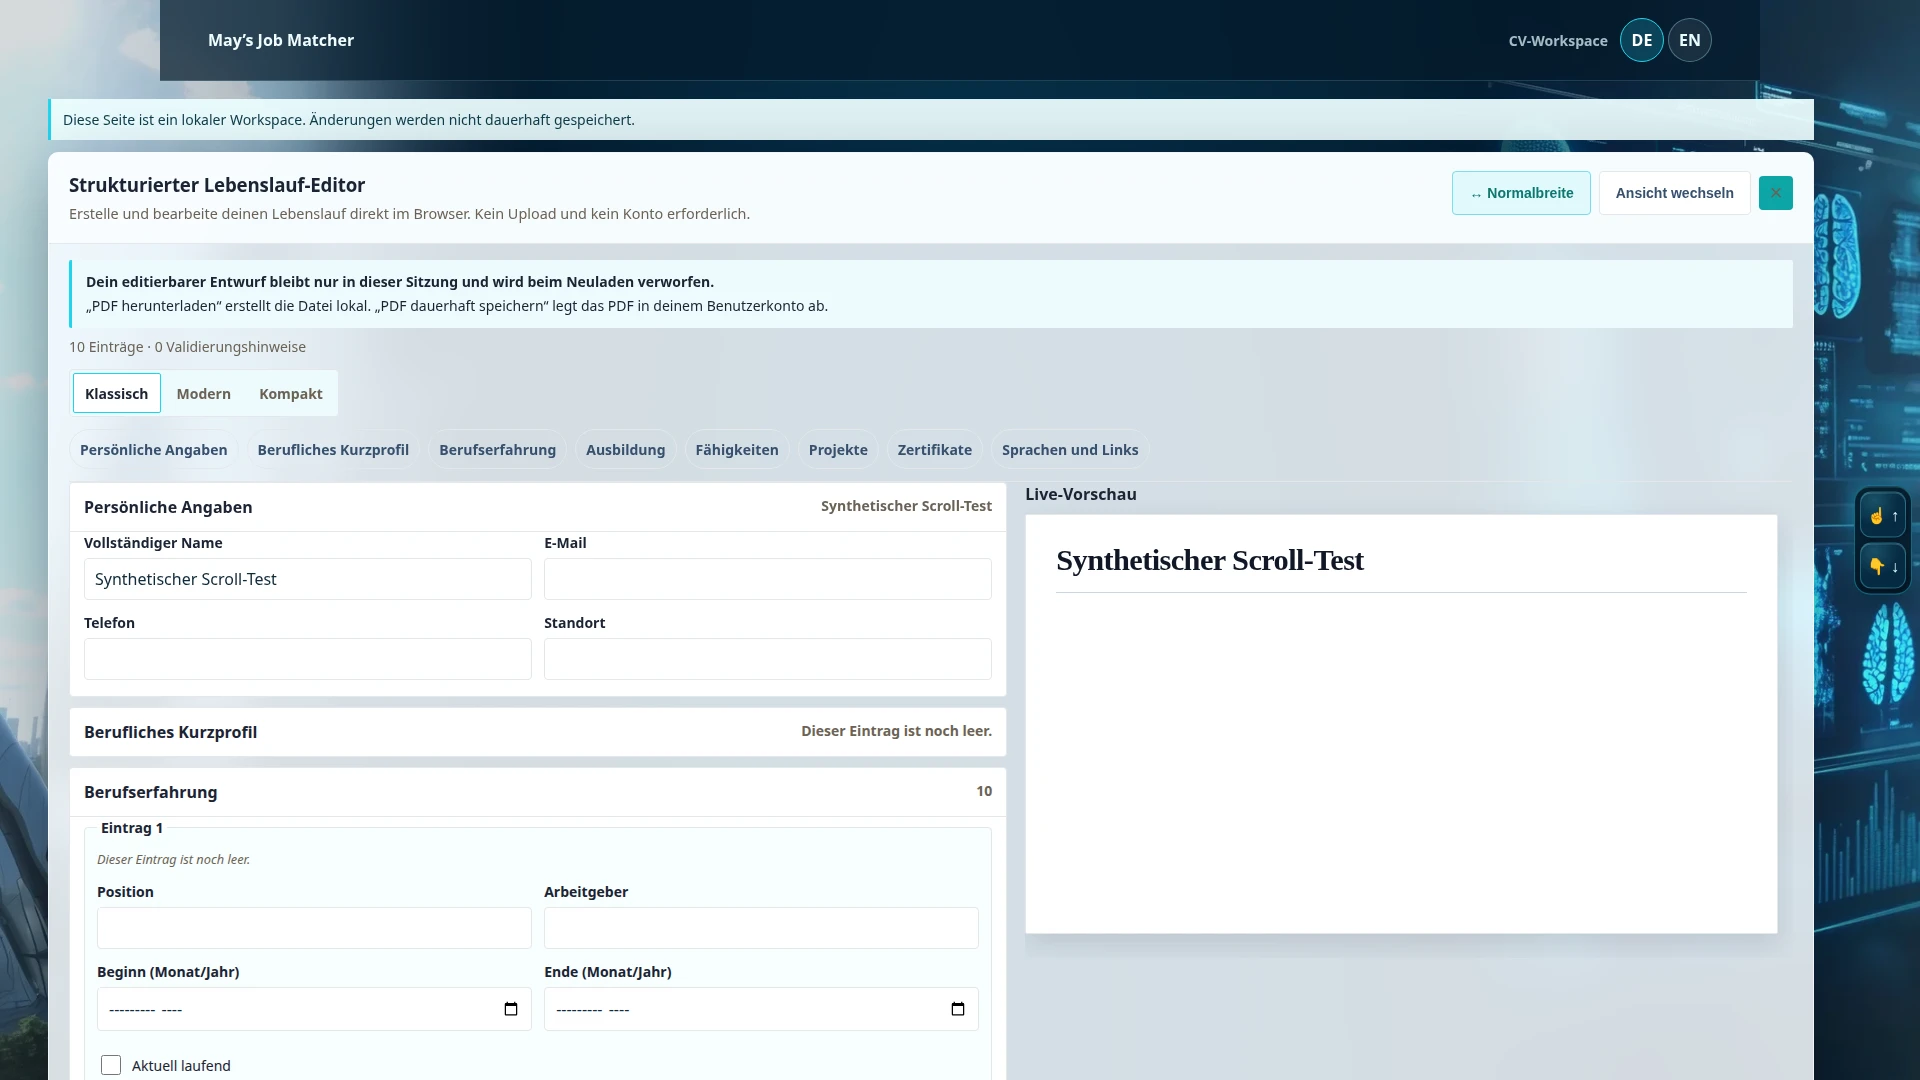 May’s Job Matcher
CV-Workspace DE EN
Diese Seite ist ein lokaler Workspace. Änderungen werden nicht dauerhaft gespeichert.
Strukturierter Lebenslauf-Editor
Erstelle und bearbeite deinen Lebenslauf direkt im Browser. Kein Upload und kein Konto erforderlich.
↔ Normalbreite Ansicht wechseln ✕
Dein editierbarer Entwurf bleibt nur in dieser Sitzung und wird beim Neuladen verworfen.
„PDF herunterladen“ erstellt die Datei lokal. „PDF dauerhaft speichern“ legt das PDF in deinem Benutzerkonto ab.
10 Einträge · 0 Validierungshinweise
Klassisch Modern Kompakt
Persönliche Angaben Berufliches Kurzprofil Berufserfahrung Ausbildung Fähigkeiten Projekte Zertifikate Sprachen und Links
Persönliche Angaben Synthetischer Scroll-Test
Vollständiger Name E-Mail
Synthetischer Scroll-Test
Telefon Standort
Berufliches Kurzprofil Dieser Eintrag ist noch leer.
Berufserfahrung 10
Eintrag 1
Dieser Eintrag ist noch leer.
Position Arbeitgeber
Beginn (Monat/Jahr) Ende (Monat/Jahr)
--------- ---- --------- ----
Aktuell laufend
Live-Vorschau
Synthetischer Scroll-Test
☝ ↑
👇 ↓